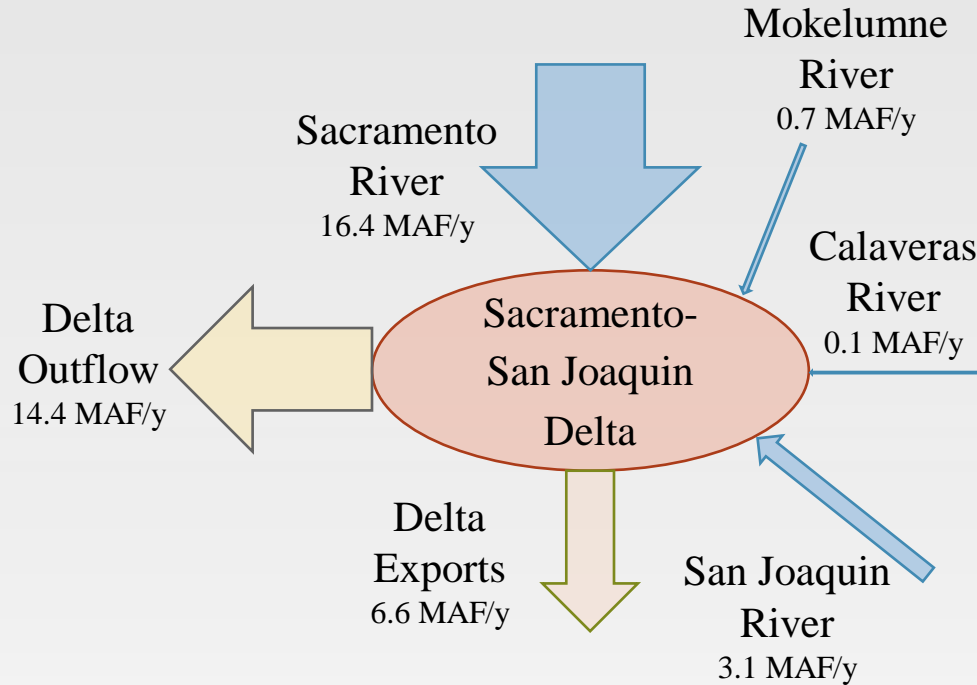 Mokelumne
River
0.7 MAF/y
Sacramento
River
16.4 MAF/y
Calaveras
River
0.1 MAF/y
Delta
Outflow
14.4 MAF/y
Sacramento-
San Joaquin
Delta
Delta
Exports
6.6 MAF/y
San Joaquin
River
3.1 MAF/y